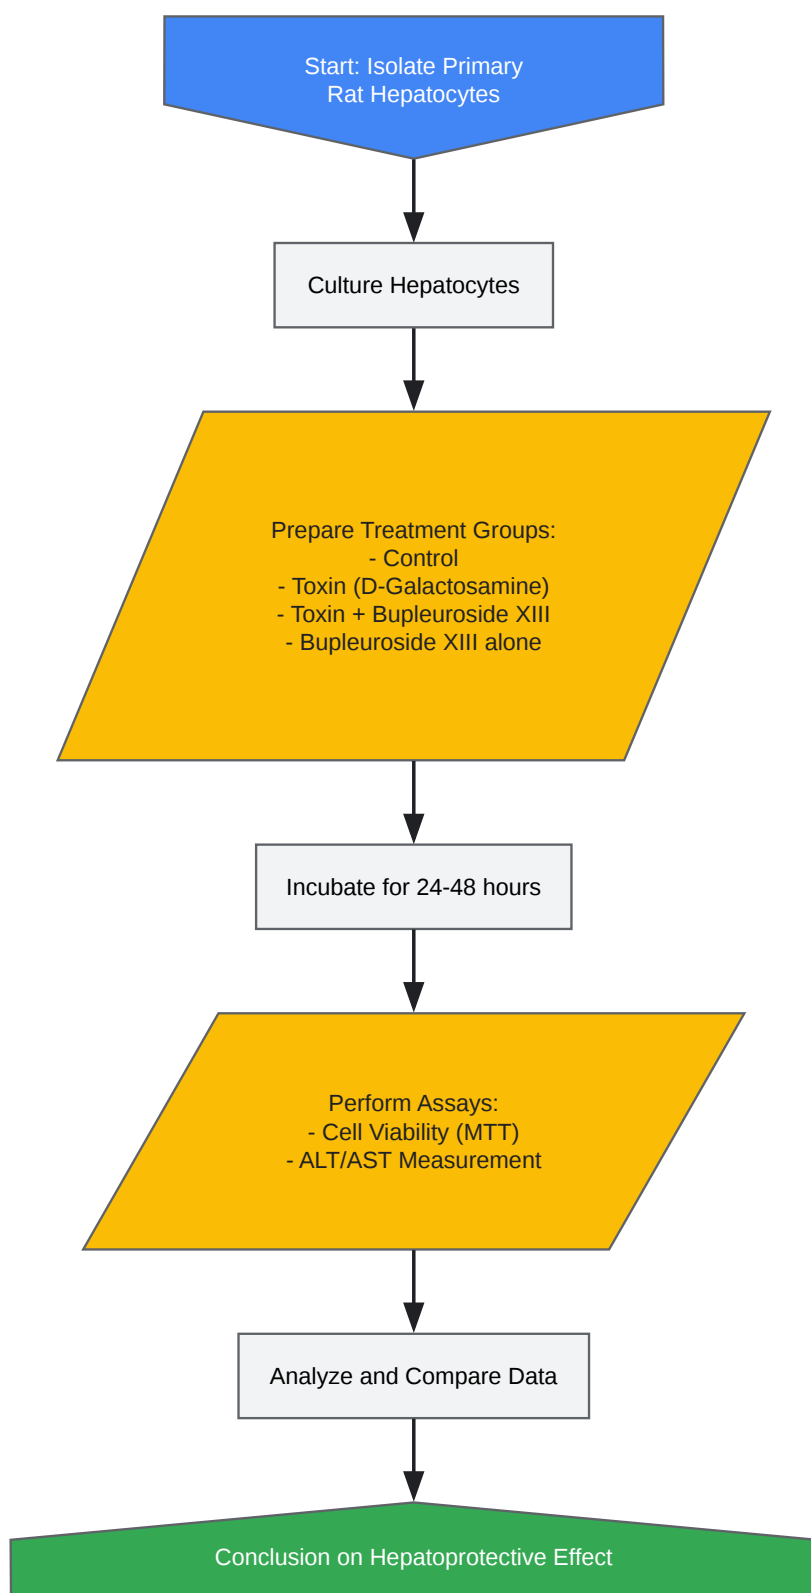 Start: Isolate Primary
Rat Hepatocytes
Culture Hepatocytes
Prepare Treatment Groups:
- Control
- Toxin (D-Galactosamine)
- Toxin + Bupleuroside XIII
- Bupleuroside XIII alone
Incubate for 24-48 hours
Perform Assays:
- Cell Viability (MTT)
- ALT/AST Measurement
Analyze and Compare Data
Conclusion on Hepatoprotective Effect